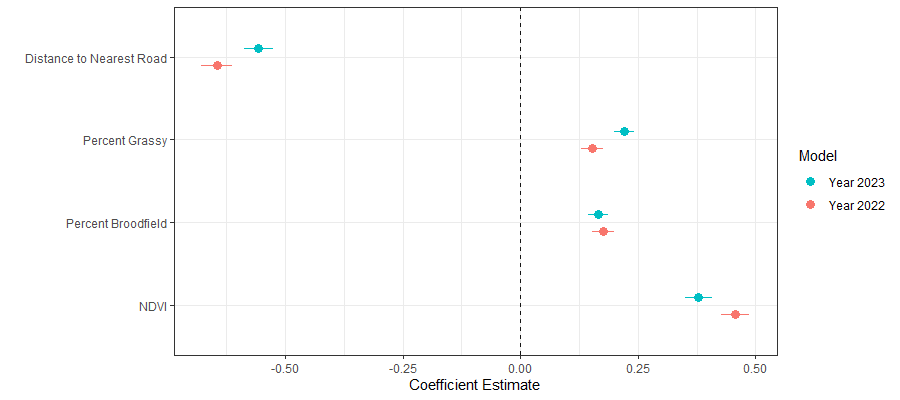 Distance to Nearest Road
Percent Grassy
Percent Broodfield
NDVI
-0.50
-0.25
0.00
0.25
0.50
Coefficient Estimate
Model
Year 2023
Year 2022